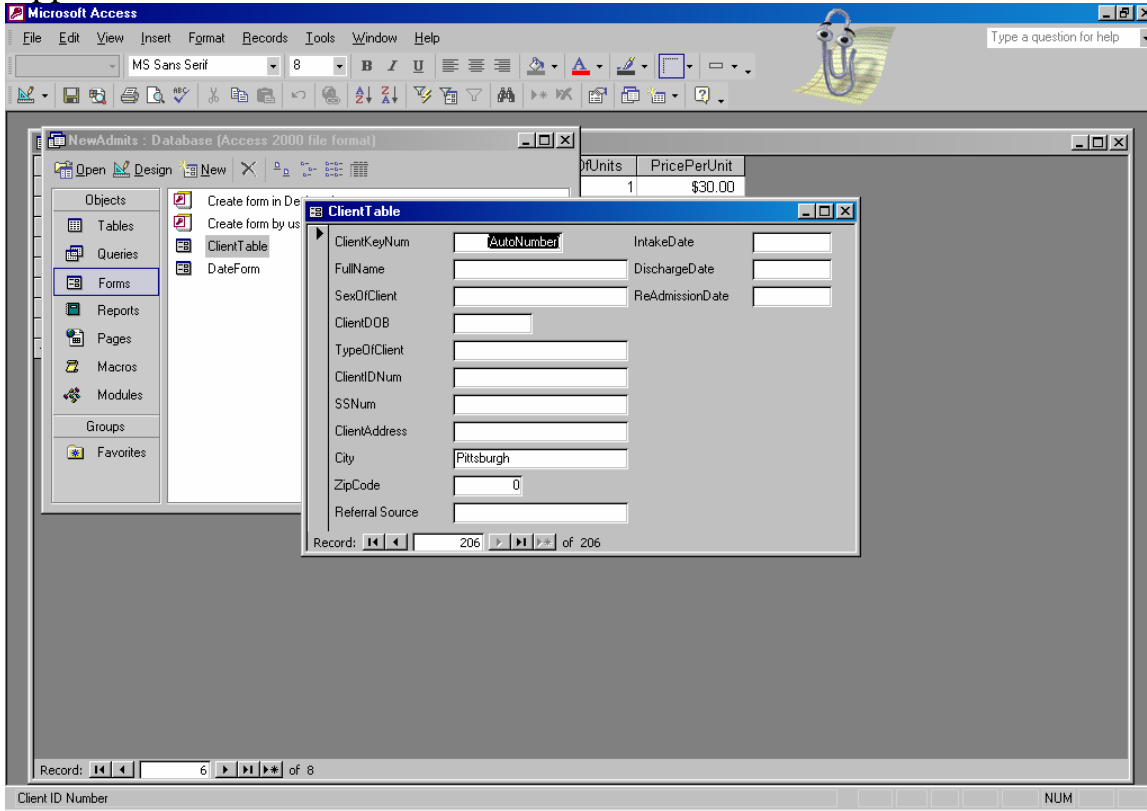 Microsoft Access
File Edit View Insert Format Records Tools Window Help
Type a question for help
MS Sans Serif 8 B I U
NewAdmits : Database (Access 2000 file format)
Open Design New
OfUnits PricePerUnit
1 $30.00
Objects
Tables
Queries
Forms
Reports
Pages
Macros
Modules
Groups
Favorites
Create form in De
Create form by us
ClientTable
DateForm
ClientTable
ClientKeyNum AutoNumber IntakeDate
FullName DischargeDate
SexOfClient ReAdmissionDate
ClientDOB
TypeOfClient
ClientIDNum
SSNum
ClientAddress
City Pittsburgh
ZipCode 0
Referral Source
Record: 206 of 206
Record: 6 of 8
Client ID Number NUM